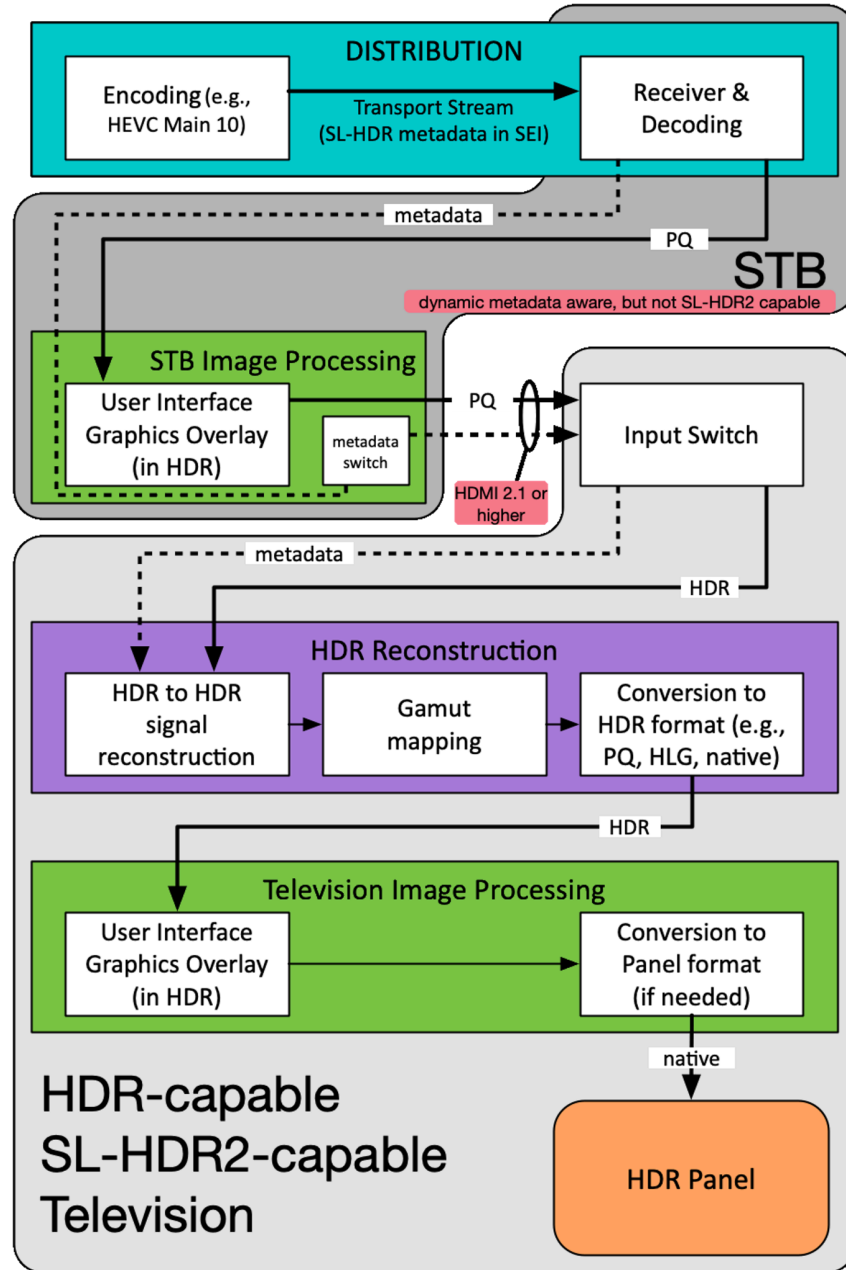 DISTRIBUTION
Encoding (e.g.,
HEVC Main 10)
Transport Stream
(SL-HDR metadata in SEI)
Receiver &
Decoding
metadata
PQ
STB
dynamic metadata aware, but not SL-HDR2 capable
STB Image Processing
User Interface
Graphics Overlay
(in HDR)
metadata
switch
PQ
HDMI 2.1 or
higher
Input Switch
metadata
HDR
HDR Reconstruction
HDR to HDR
signal
reconstruction
Gamut
mapping
Conversion to
HDR format (e.g.,
PQ, HLG, native)
HDR
Television Image Processing
User Interface
Graphics Overlay
(in HDR)
Conversion to
Panel format
(if needed)
native
HDR-capable
SL-HDR2-capable
Television
HDR Panel